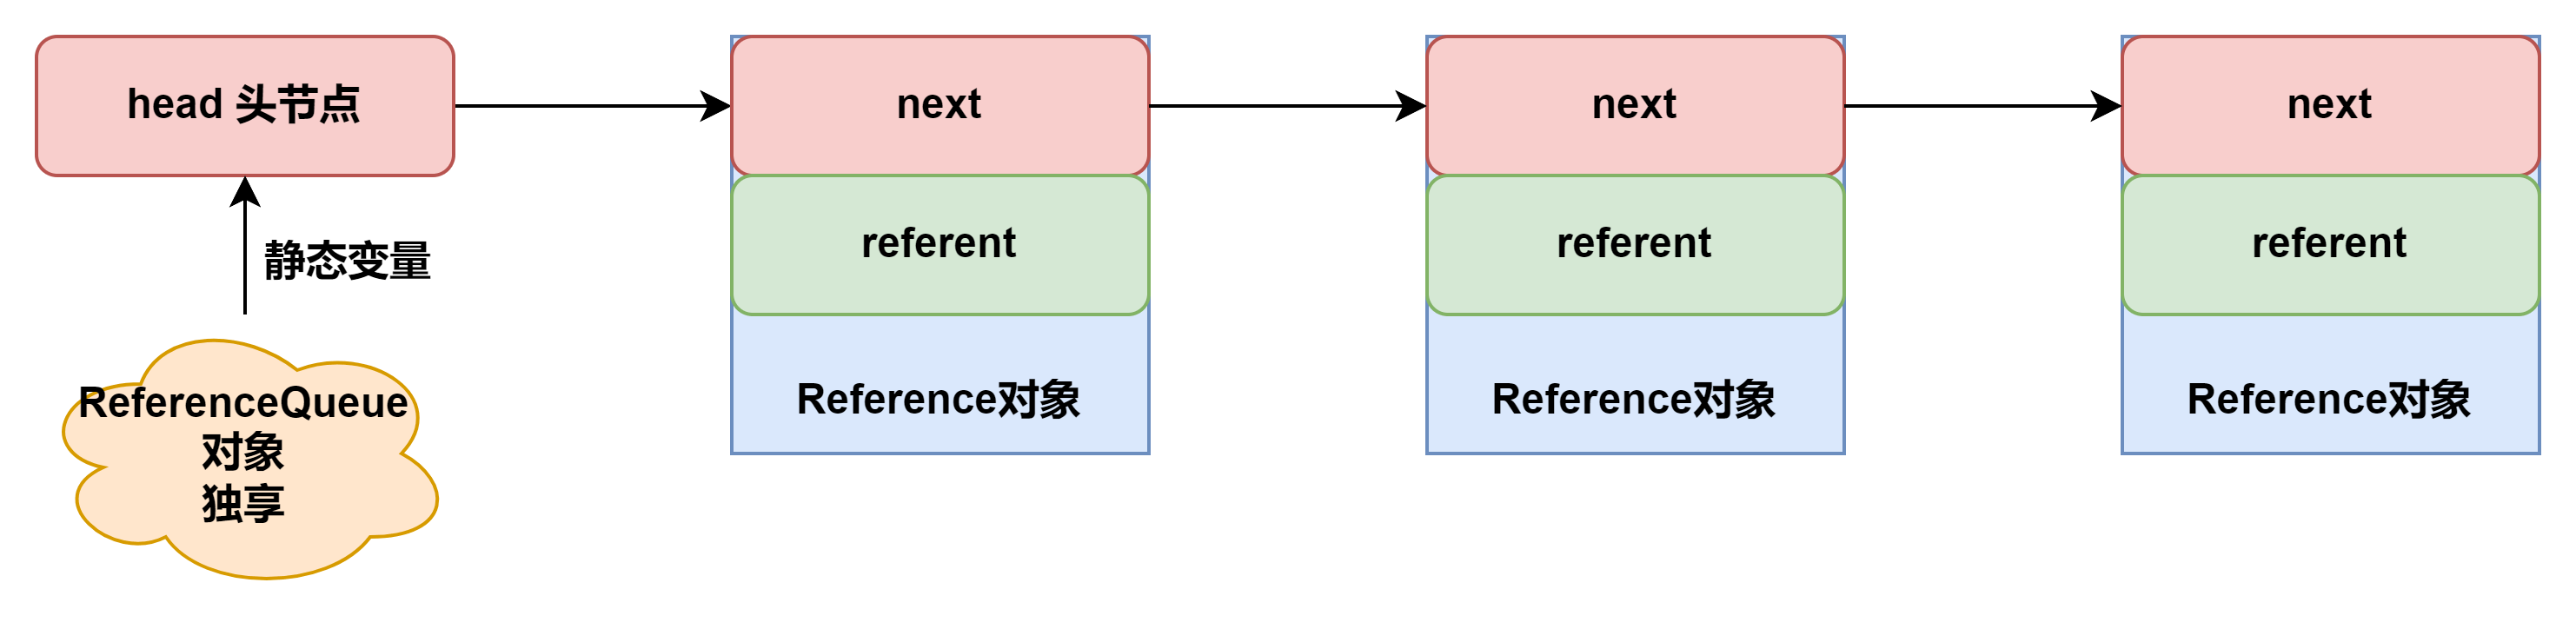 head 头节点
next
next
next
referent
referent
referent
静态变量
ReferenceQueue
对象
独享
Reference对象
Reference对象
Reference对象